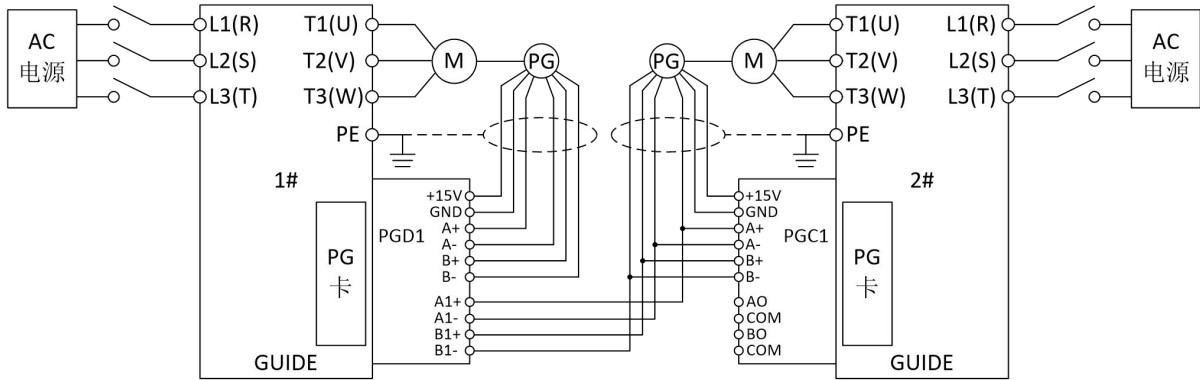 AC
电源
L1(R)
L2(S)
L3(T)
T1(U)
T2(V)
T3(W)
M
PG
PE
1#
PG
卡
GUIDE
PGD1
+15V
GND
A+
A-
B+
B-
A1+
A1-
B1+
B1-
PG
M
T1(U)
T2(V)
T3(W)
PE
L1(R)
L2(S)
L3(T)
AC
电源
2#
PGC1
+15V
GND
A+
A-
B+
B-
AO
COM
BO
COM
PG
卡
GUIDE